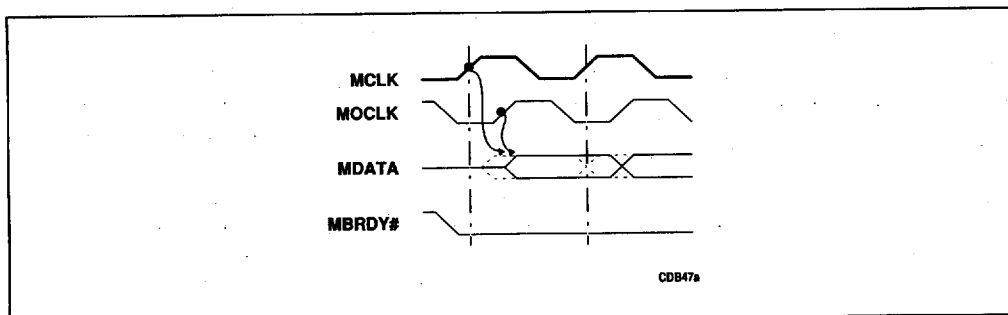 MCLK
MOCLK
MDATA
MBRDY#
CDB47a